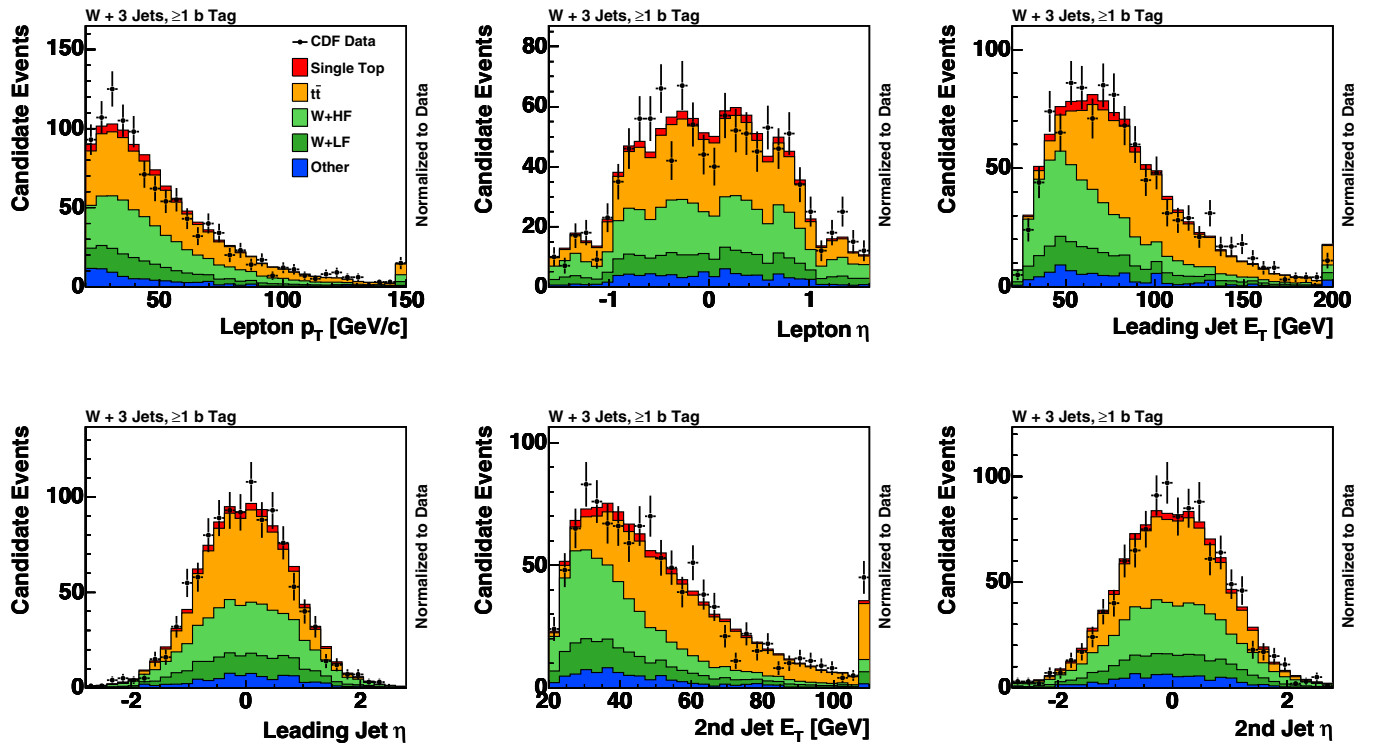 W + 3 Jets, ≥1 b Tag
Candidate Events
150
100
50
0
50
100
150
Lepton pT [GeV/c]
Normalized to Data
CDF Data
Single Top
tt̄
W+HF
W+LF
Other
W + 3 Jets, ≥1 b Tag
Candidate Events
80
60
40
20
0
-1
0
1
Lepton η
Normalized to Data
W + 3 Jets, ≥1 b Tag
Candidate Events
100
50
0
50
100
150
200
Leading Jet ET [GeV]
Normalized to Data
W + 3 Jets, ≥1 b Tag
Candidate Events
100
50
0
-2
0
2
Leading Jet η
Normalized to Data
W + 3 Jets, ≥1 b Tag
Candidate Events
100
50
0
20
40
60
80
100
2nd Jet ET [GeV]
Normalized to Data
W + 3 Jets, ≥1 b Tag
Candidate Events
100
50
0
-2
0
2
2nd Jet η
Normalized to Data